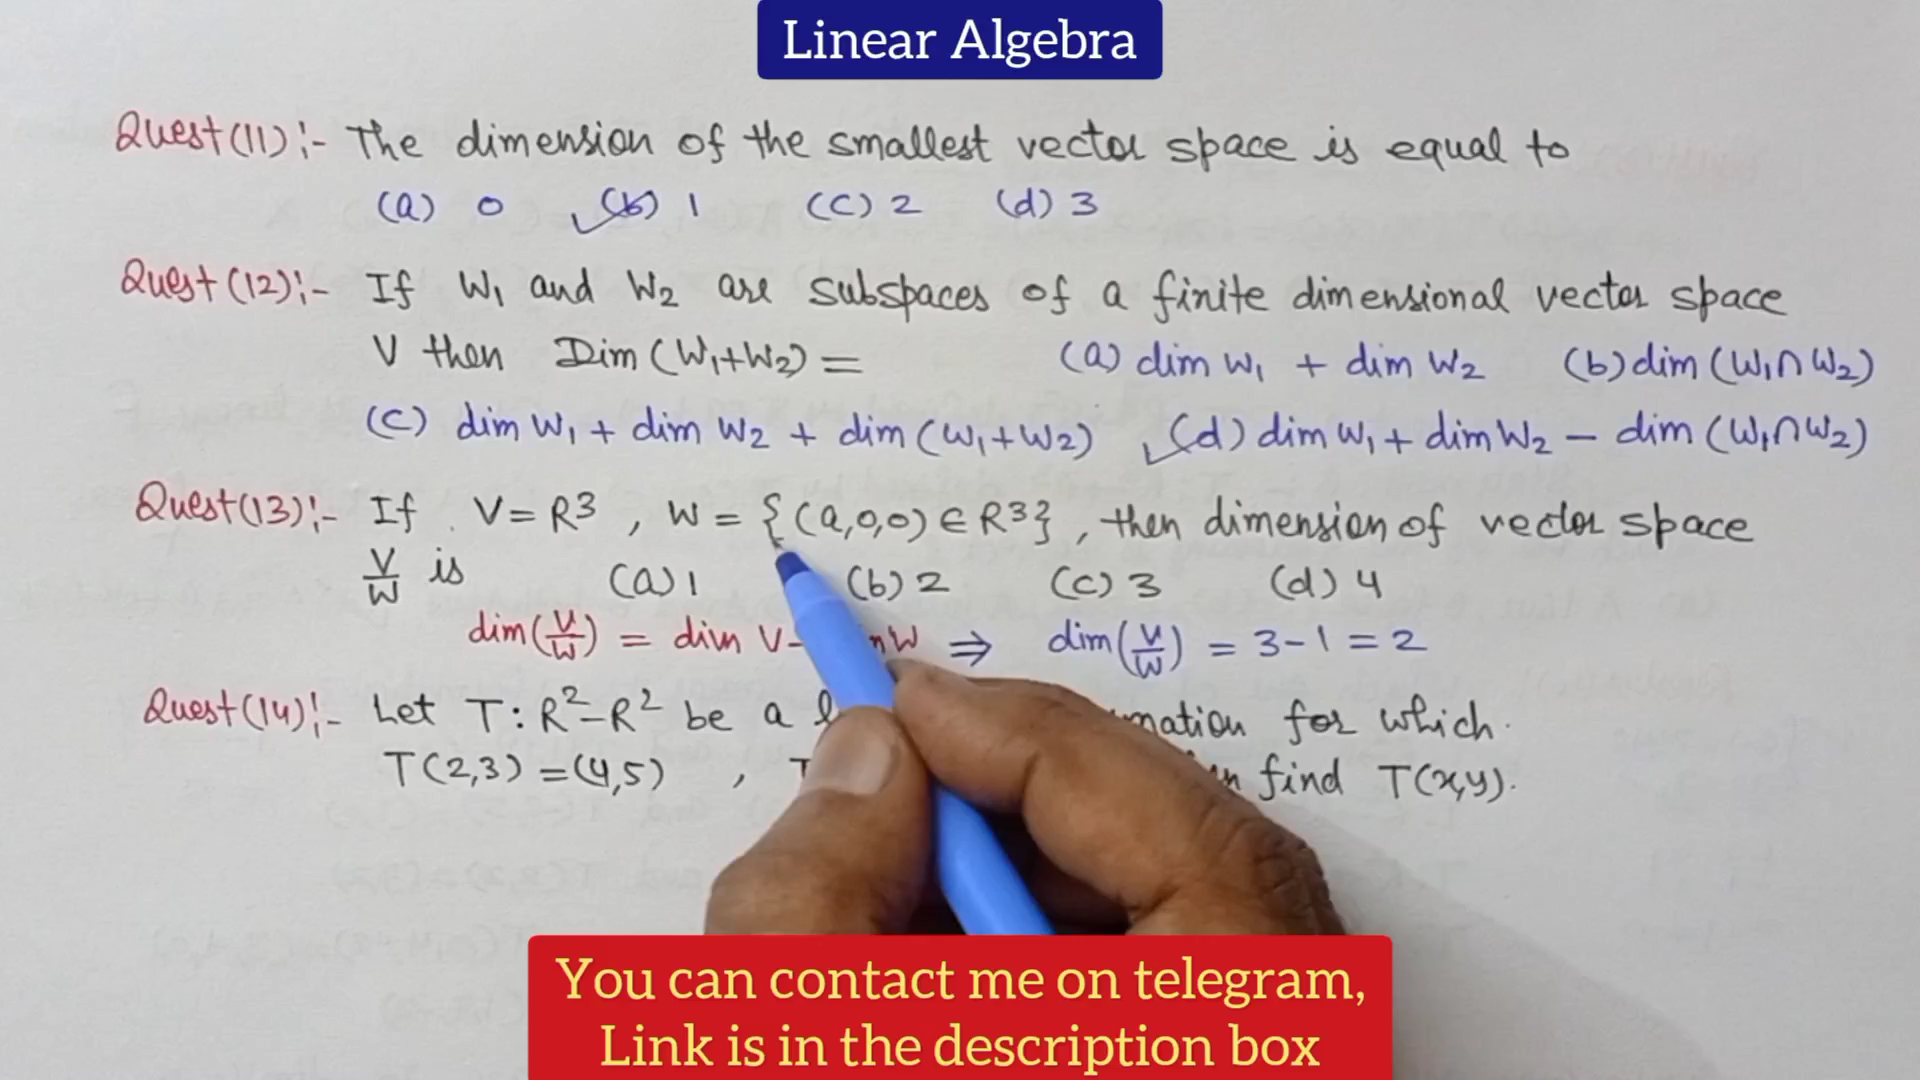 Linear Algebra
Quest(11):- The dimension of the smallest vector space is equal to
(a) 0 (b) 1 (c) 2 (d) 3
Quest(12):- If W₁ and W₂ are subspaces of a finite dimensional vector space
V then Dim (W₁+W₂) = (a) dim W₁ + dim W₂ (b) dim (W₁∩W₂)
(c) dim W₁ + dim W₂ + dim (W₁+W₂) (d) dim W₁ + dim W₂ – dim (W₁∩W₂)
Quest(13):- If V = R³, W = {(a,0,0) ∈ R³}, then dimension of vector space
V/W is (a) 1 (b) 2 (c) 3 (d) 4
dim(V/W) = dim V - W ⇒ dim(V/W) = 3-1 = 2
Quest(14):- Let T: R²–R² be a for which.
T(2,3) = (4,5) , T find T(x,y).
You can contact me on telegram,
Link is in the description box